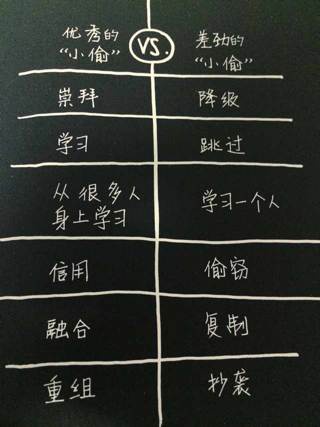 优秀的
“小偷”
VS.
差劲的
“小偷”
崇拜
降级
学习
跳过
从很多人
身上学习
学习一个人
信用
偷窃
融合
复制
重组
抄袭